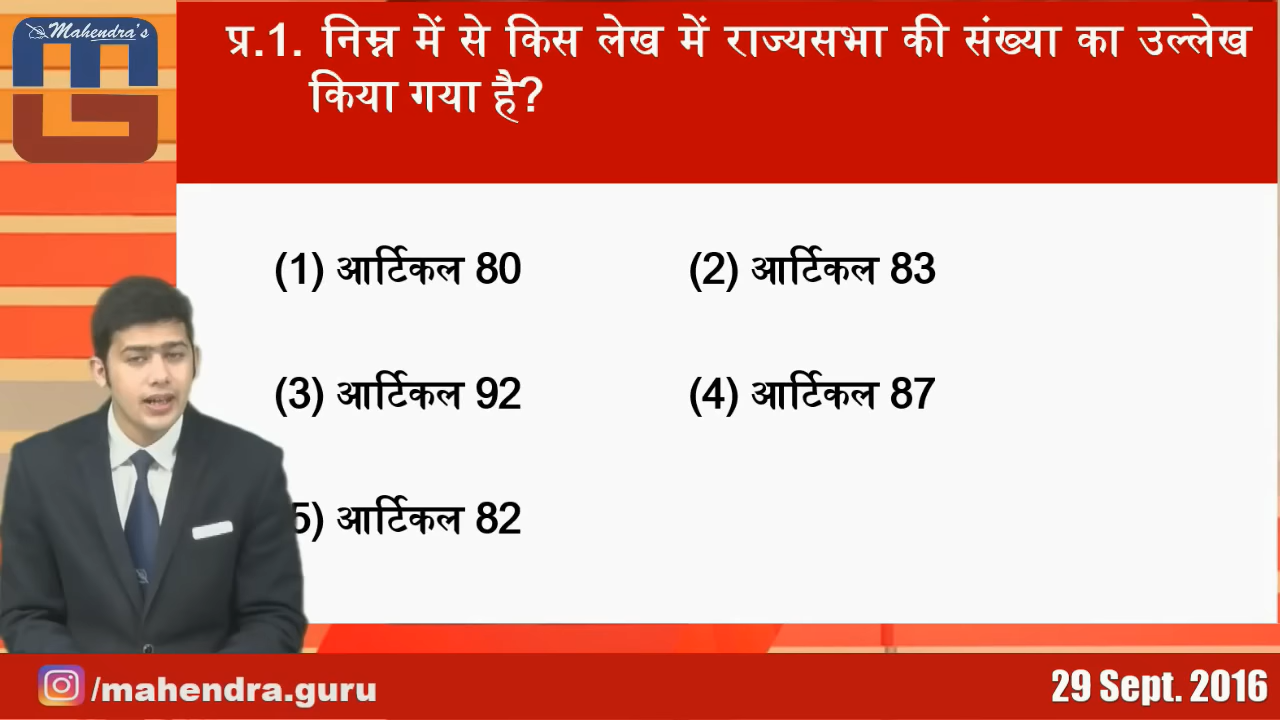 Mahendra's
प्र.1. निम्न में से किस लेख में राज्यसभा की संख्या का उल्लेख
किया गया है?
(1) आर्टिकल 80 (2) आर्टिकल 83
(3) आर्टिकल 92 (4) आर्टिकल 87
5) आर्टिकल 82
/mahendra.guru
29 Sept. 2016